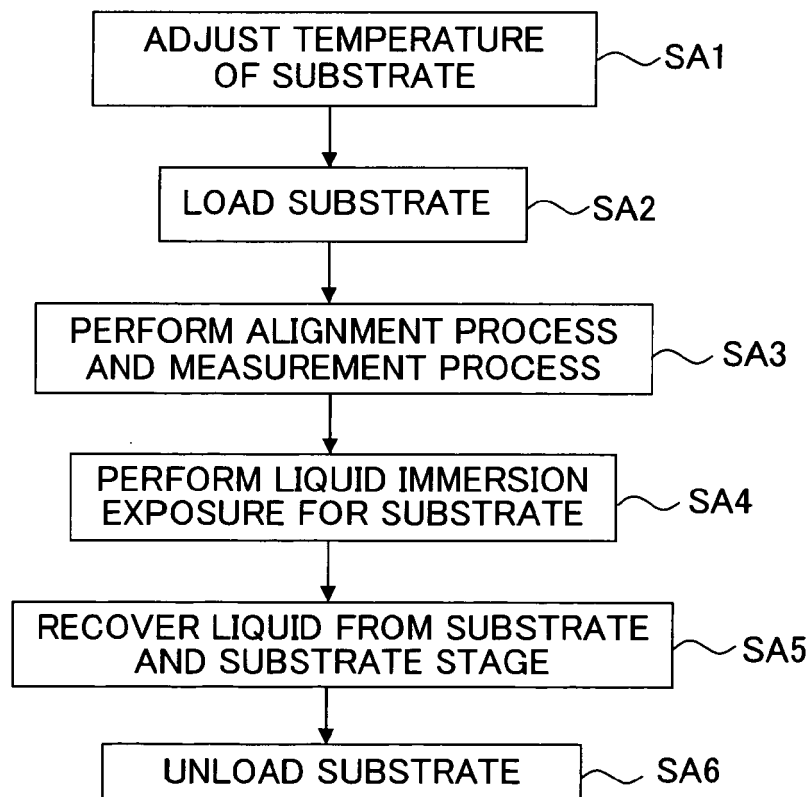 ADJUST TEMPERATURE
OF SUBSTRATE
SA1
LOAD SUBSTRATE
SA2
PERFORM ALIGNMENT PROCESS
AND MEASUREMENT PROCESS
SA3
PERFORM LIQUID IMMERSION
EXPOSURE FOR SUBSTRATE
SA4
RECOVER LIQUID FROM SUBSTRATE
AND SUBSTRATE STAGE
SA5
UNLOAD SUBSTRATE
SA6